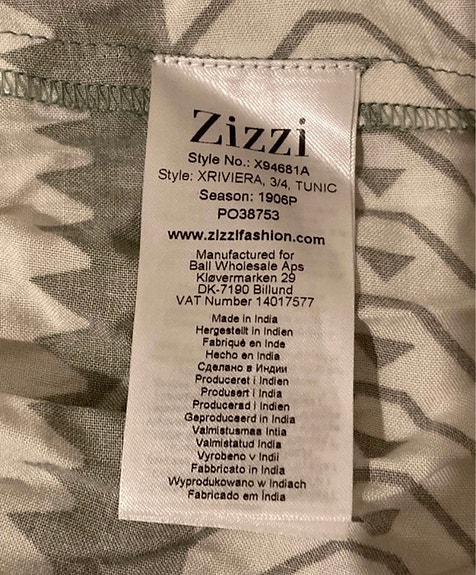 Zizzi
Style No.: X94681A
Style: XRIVIERA, 3/4, TUNIC
Season: 1906P
PO38753
www.zizzifashion.com
Manufactured for
Ball Wholesale Aps
Kløvermarken 29
DK-7190 Billund
VAT Number 14017577
Made in India
Hergestellt in Indien
Fabriqué en Inde
Hecho en India
Сделано в Индии
Produceret i Indien
Produsert i India
Producerad i Indien
Geproduceerd in India
Valmistusmaa Intia
Valmistatud India
Vyrobeno v Indii
Fabbricato in India
Wyprodukowano w Indiach
Fabricado em Índia